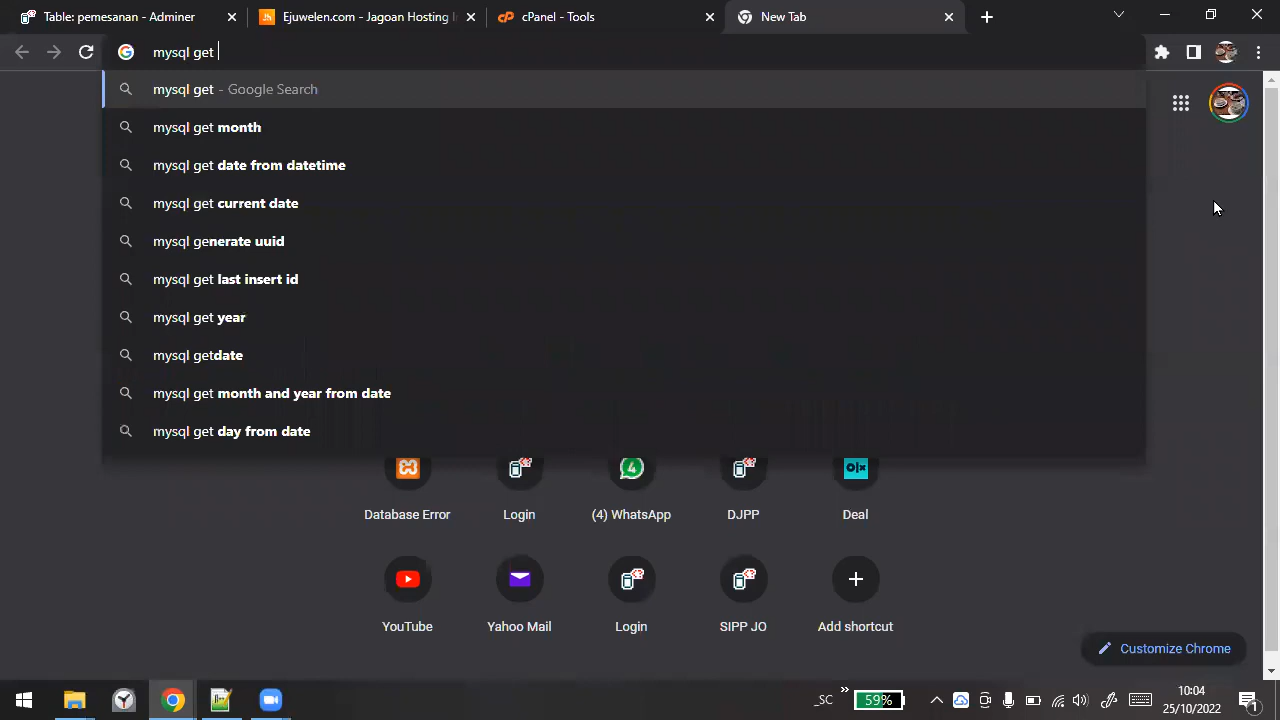 Table: pemesanan - Adminer
Ejuwelen.com - Jagoan Hosting In
cPanel - Tools
New Tab
mysql get
mysql get - Google Search
mysql get month
mysql get date from datetime
mysql get current date
mysql generate uuid
mysql get last insert id
mysql get year
mysql getdate
mysql get month and year from date
mysql get day from date
Database Error
Login
(4) WhatsApp
DJPP
Deal
YouTube
Yahoo Mail
Login
SIPP JO
Add shortcut
Customize Chrome
_SC
59%
10:04
25/10/2022